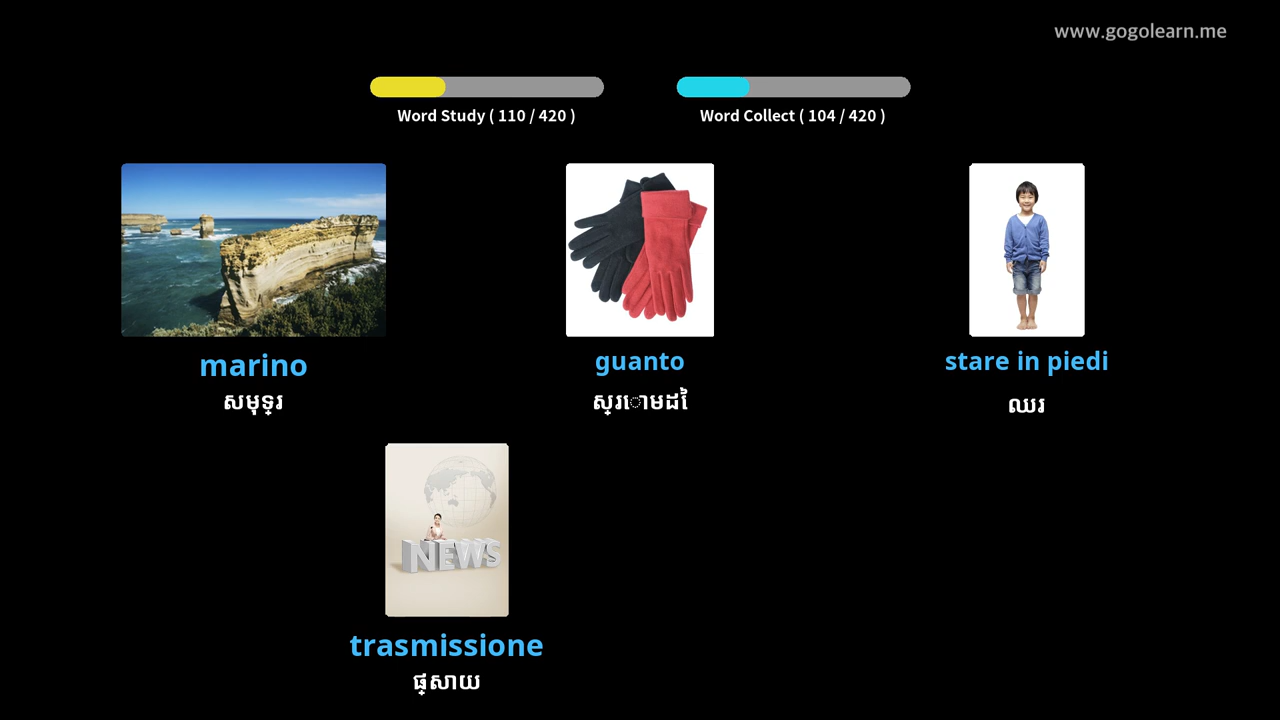 www.gogolearn.me
Word Study ( 110 / 420 )
Word Collect ( 104 / 420 )
marino
guanto
stare in piedi
សមុទ្រ
ស្រោមដៃ
ឈរ
NEWS
trasmissione
ផ្សាយ